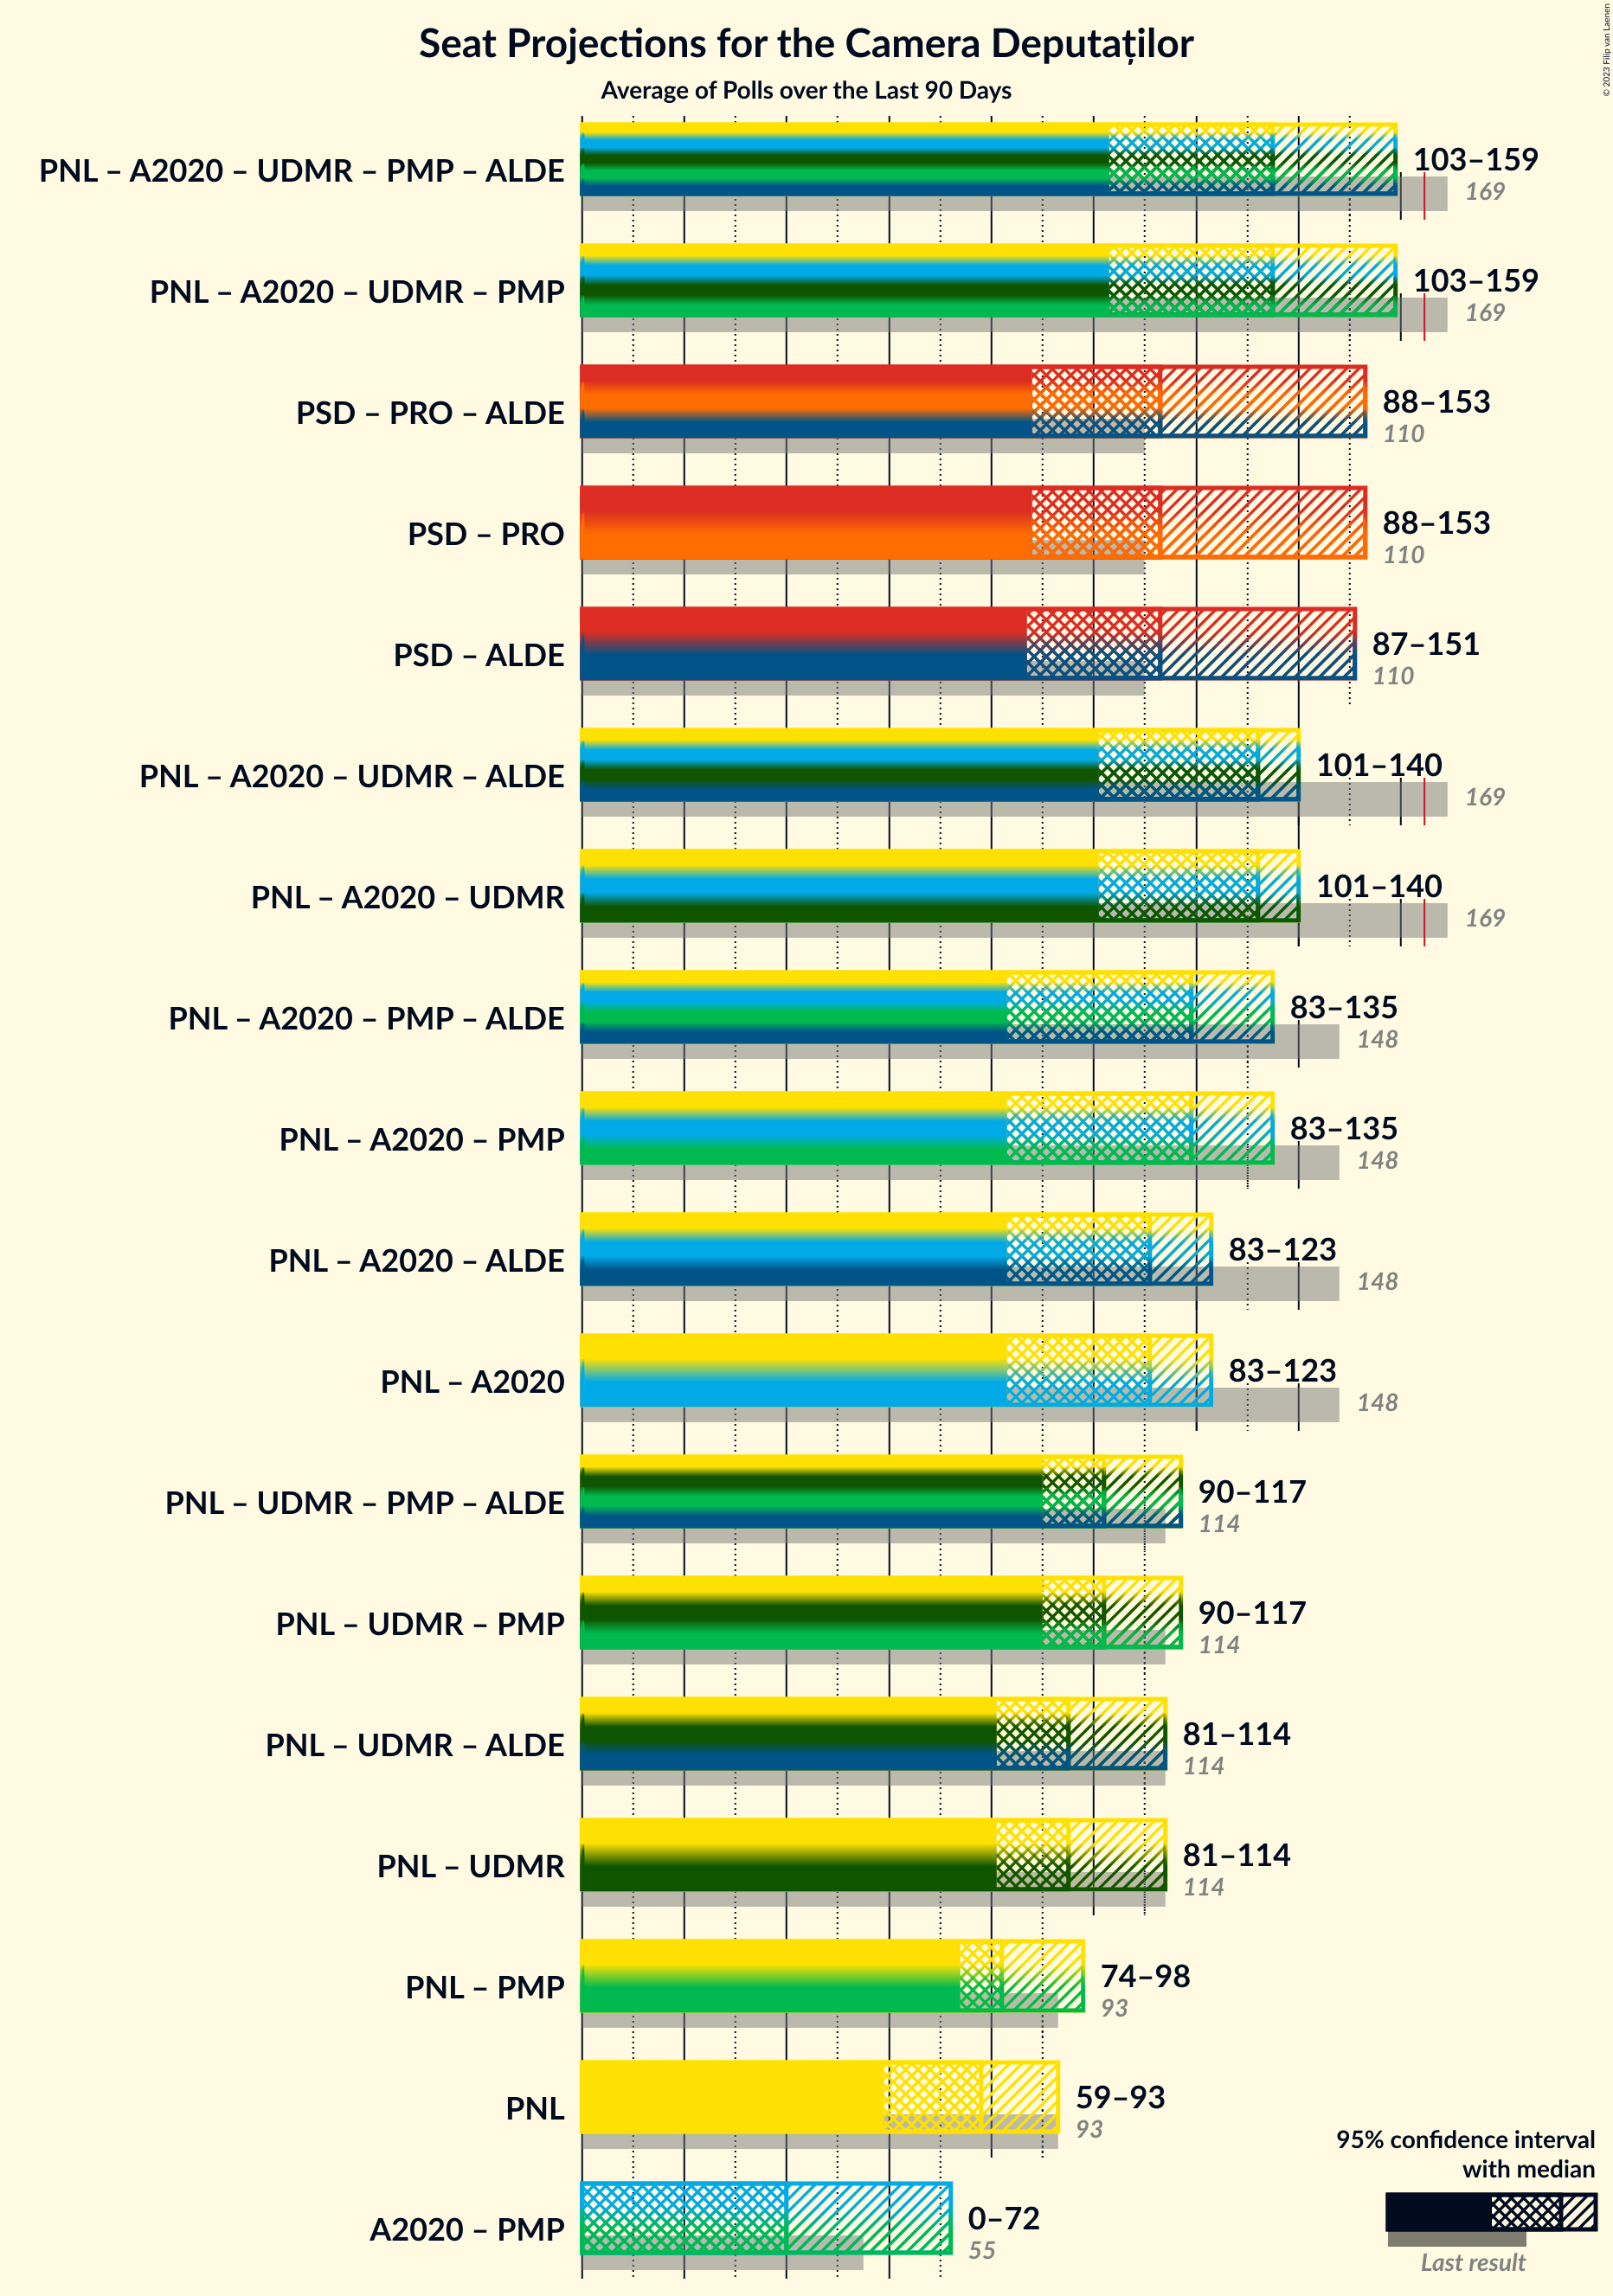 Seat Projections for the Camera Deputaților
Average of Polls over the Last 90 Days
© 2023 Filip van Laenen
PNL – A2020 – UDMR – PMP – ALDE
103–159
169
PNL – A2020 – UDMR – PMP
103–159
169
PSD – PRO – ALDE
88–153
110
PSD – PRO
88–153
110
PSD – ALDE
87–151
110
PNL – A2020 – UDMR – ALDE
101–140
169
PNL – A2020 – UDMR
101–140
169
PNL – A2020 – PMP – ALDE
83–135
148
PNL – A2020 – PMP
83–135
148
PNL – A2020 – ALDE
83–123
148
PNL – A2020
83–123
148
PNL – UDMR – PMP – ALDE
90–117
114
PNL – UDMR – PMP
90–117
114
PNL – UDMR – ALDE
81–114
114
PNL – UDMR
81–114
114
PNL – PMP
74–98
93
PNL
59–93
93
A2020 – PMP
0–72
55
95% confidence interval
with median
Last result